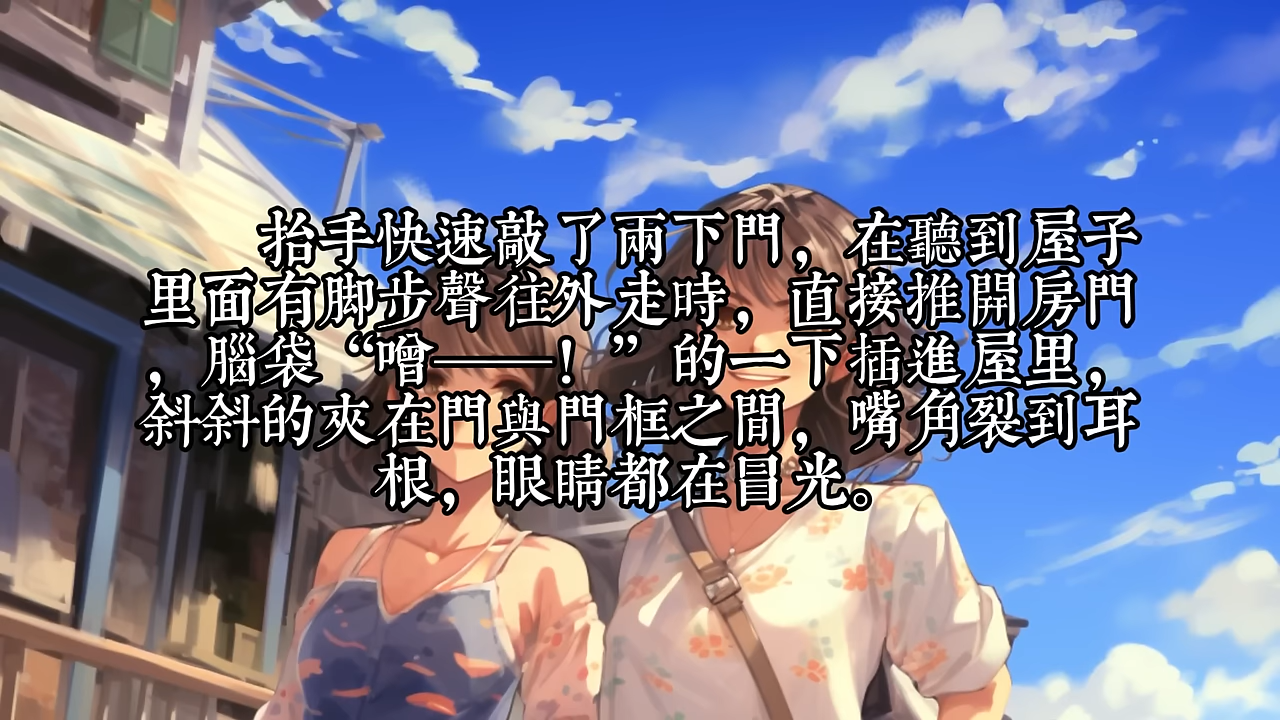 抬手快速敲了兩下門，在聽到屋子
里面有脚步聲往外走時，直接推開房門
，腦袋“噌——！”的一下插進屋里，
斜斜的夾在門與門框之間，嘴角裂到耳
根，眼睛都在冒光。